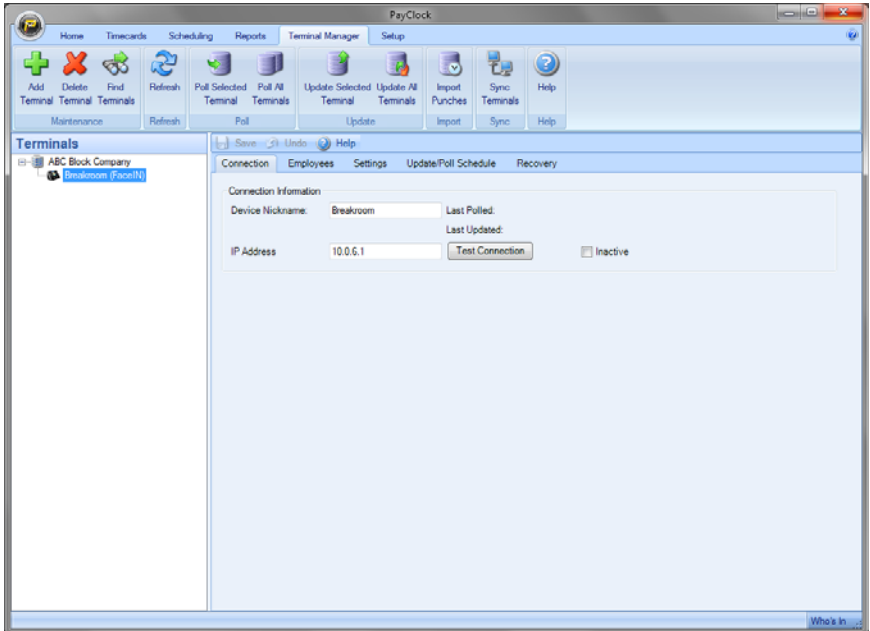 PayClock
Home Timecards Scheduling Reports Terminal Manager Setup
Add Terminal
Delete Terminal
Find Terminals
Refresh
Poll Selected Terminal
Poll All Terminals
Update Selected Terminal
Update All Terminals
Import Punches
Sync Terminals
Help
Maintenance Refresh Poll Update Import Sync Help
Terminals
Save Undo Help
ABC Block Company
Breakroom (FaceIN)
Connection Employees Settings Update/Poll Schedule Recovery
Connection Information
Device Nickname: Breakroom Last Polled:
Last Updated:
IP Address 10.0.6.1 Test Connection Inactive
Who's In